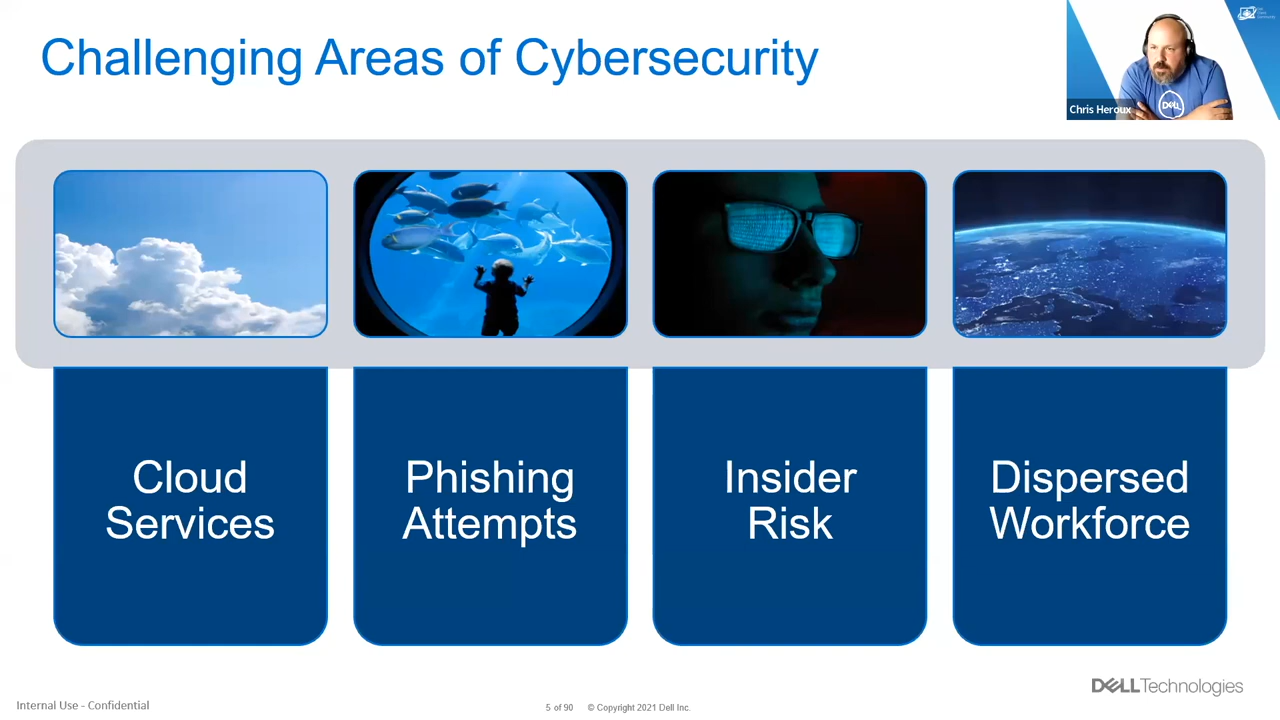 Challenging Areas of Cybersecurity
Chris Heroux
DELL
Cloud
Services
Phishing
Attempts
Insider
Risk
Dispersed
Workforce
DELL Technologies
Internal Use - Confidential
5 of 90 © Copyright 2021 Dell Inc.